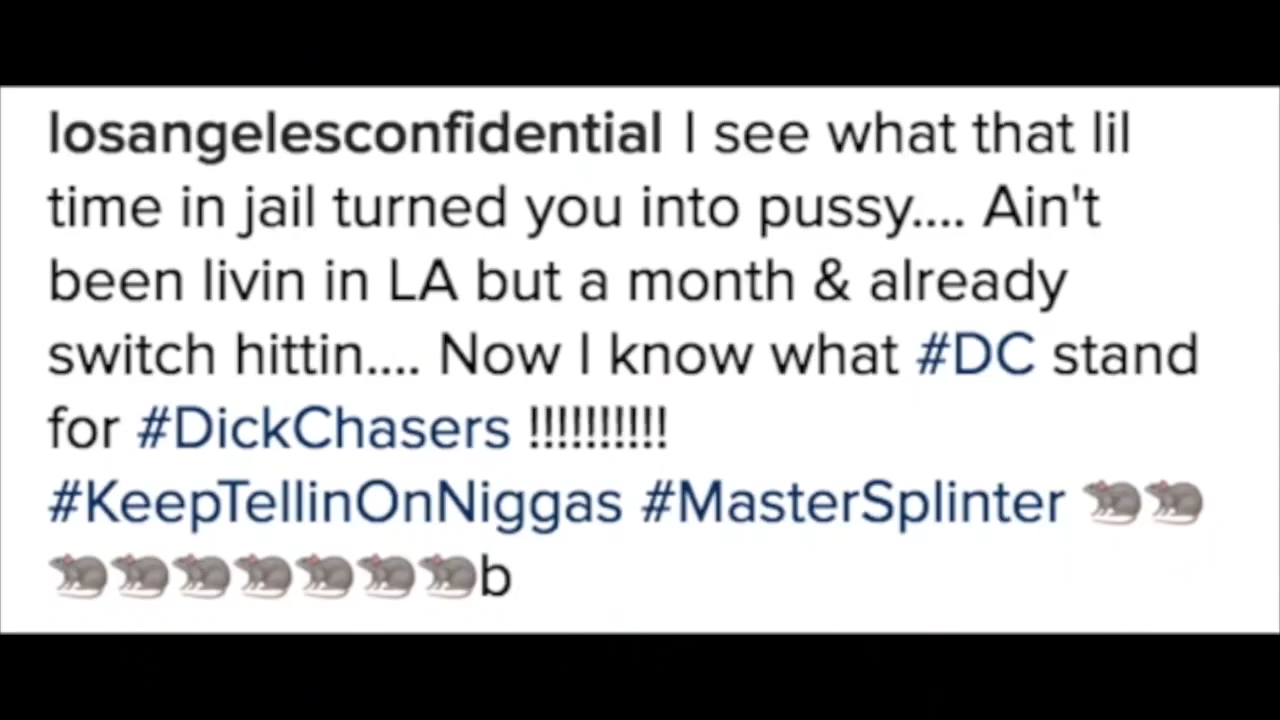 losangelesconfidential I see what that lil
time in jail turned you into pussy.... Ain't
been livin in LA but a month & already
switch hittin.... Now I know what #DC stand
for #DickChasers !!!!!!!!!!
#KeepTellinOnNiggas #MasterSplinter 🐀🐀
🐀🐀🐀🐀🐀🐀🐀b